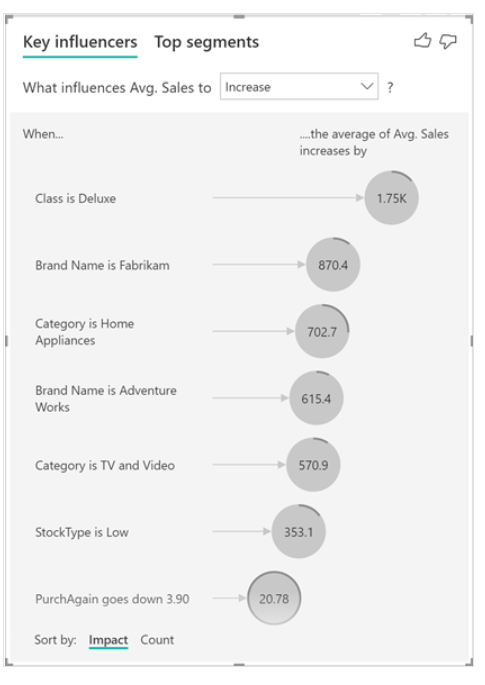 Key influencers Top segments
What influences Avg. Sales to Increase ?
When...
....the average of Avg. Sales
increases by
Class is Deluxe 1.75K
Brand Name is Fabrikam 870.4
Category is Home
Appliances
702.7
Brand Name is Adventure
Works
615.4
Category is TV and Video 570.9
StockType is Low 353.1
PurchAgain goes down 3.90 20.78
Sort by: Impact Count